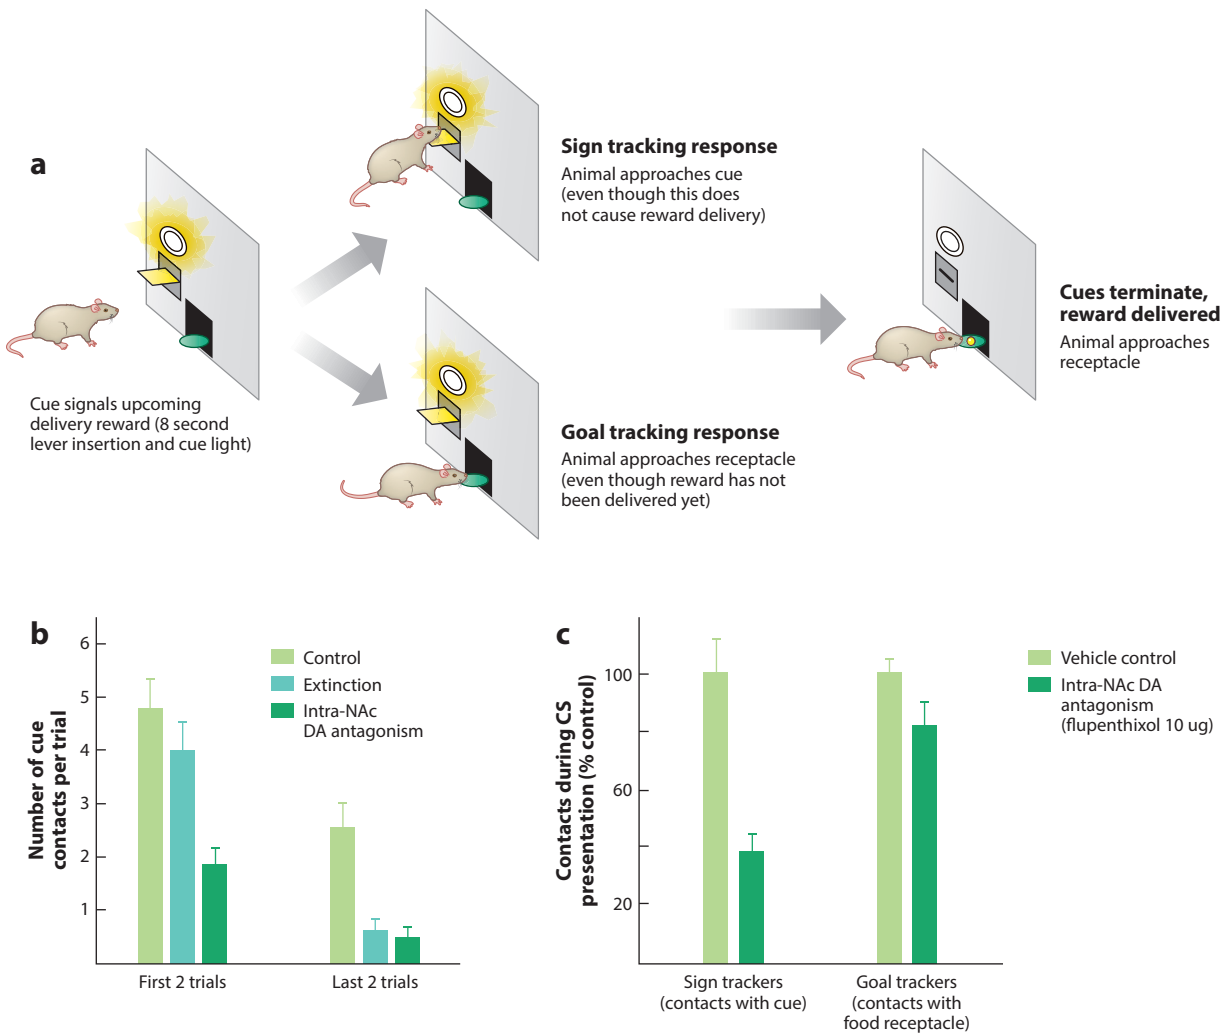 a
Cue signals upcoming
delivery reward (8 second
lever insertion and cue light)
Sign tracking response
Animal approaches cue
(even though this does
not cause reward delivery)
Goal tracking response
Animal approaches receptacle
(even though reward has not
been delivered yet)
Cues terminate,
reward delivered
Animal approaches
receptacle
b
Number of cue
contacts per trial
6
5
4
3
2
1
Control
Extinction
Intra-NAc
DA antagonism
First 2 trials
Last 2 trials
c
Contacts during CS
presentation (% control)
100
60
20
Vehicle control
Intra-NAc DA
antagonism
(flupenthixol 10 ug)
Sign trackers
(contacts with cue)
Goal trackers
(contacts with
food receptacle)